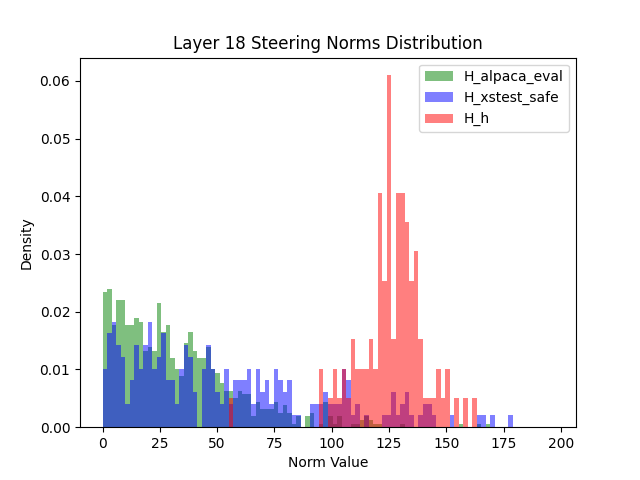 Layer 18 Steering Norms Distribution
H_alpaca_eval
H_xstest_safe
H_h
0.06
0.05
0.04
0.03
0.02
0.01
0.00
Density
0 25 50 75 100 125 150 175 200
Norm Value